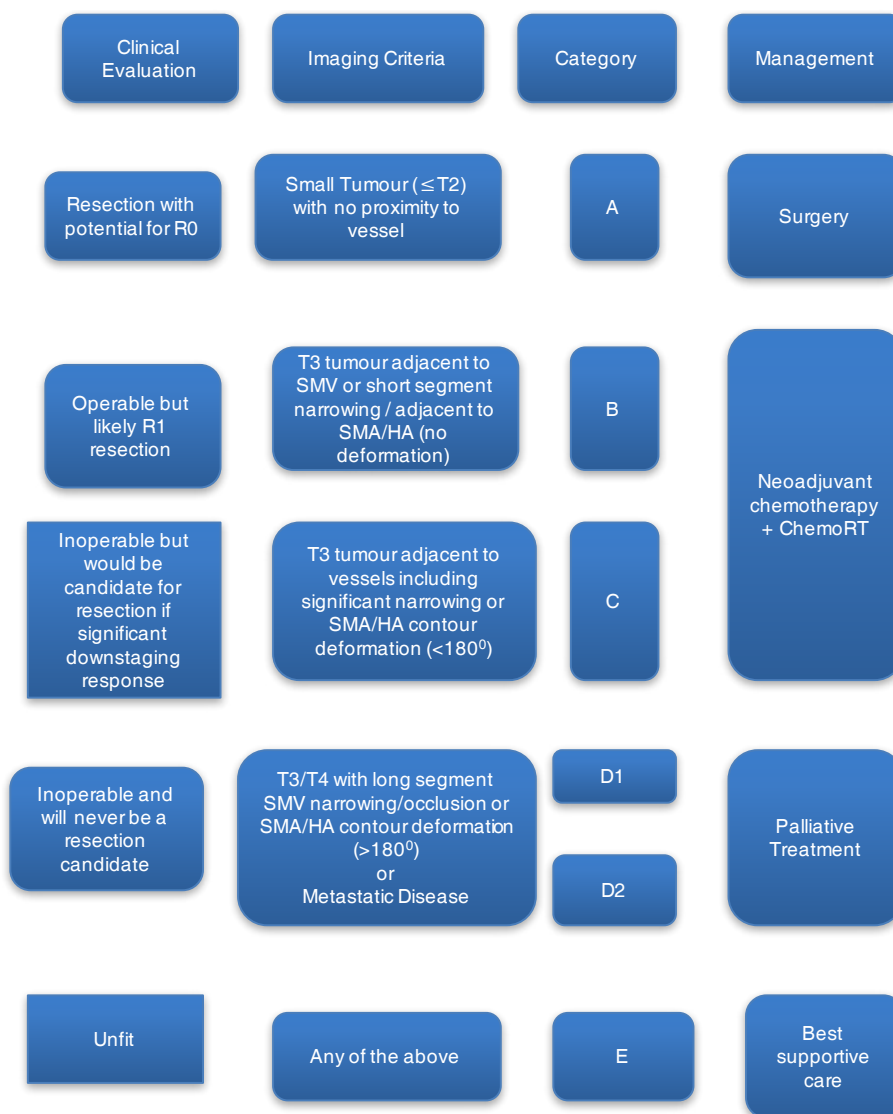 Clinical
Evaluation
Imaging Criteria
Category
Management
Resection with
potential for R0
Small Tumour (≤T2)
with no proximity to
vessel
A
Surgery
Operable but
likely R1
resection
T3 tumour adjacent to
SMV or short segment
narrowing / adjacent to
SMA/HA (no
deformation)
B
Neoadjuvant
chemotherapy
+ ChemoRT
Inoperable but
would be
candidate for
resection if
significant
downstaging
response
T3 tumour adjacent to
vessels including
significant narrowing or
SMA/HA contour
deformation (<180⁰)
C
Inoperable and
will never be a
resection
candidate
T3/T4 with long segment
SMV narrowing/occlusion or
SMA/HA contour deformation
(>180⁰)
or
Metastatic Disease
D1
D2
Palliative
Treatment
Unfit
Any of the above
E
Best
supportive
care